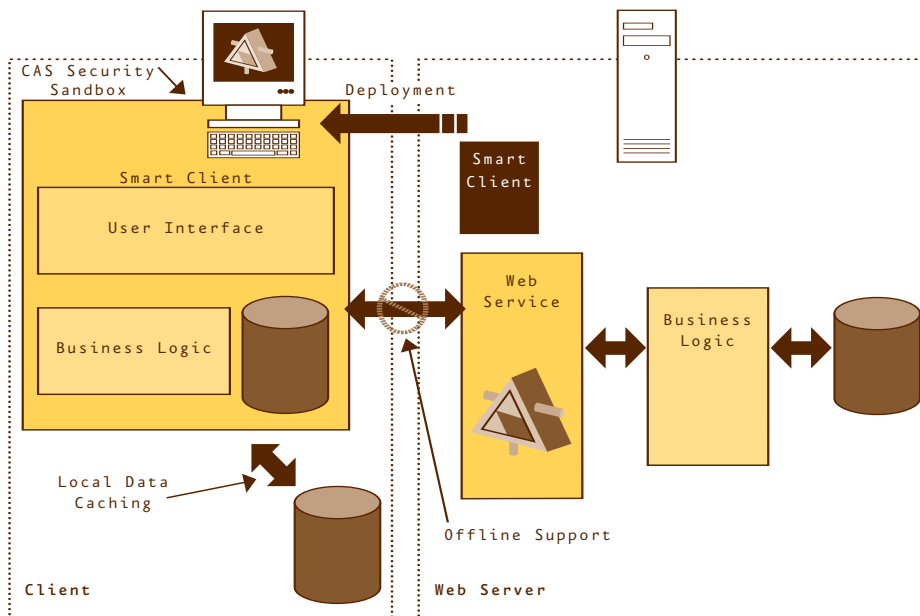 CAS Security
Sandbox
Deployment
Smart
Client
Smart Client
User Interface
Web
Service
Business Logic
Business
Logic
Local Data
Caching
Offline Support
Client
Web Server